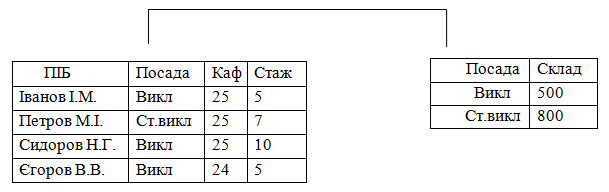 ПІБ Посада Каф Стаж
Іванов І.М. Викл 25 5
Петров М.І. Ст.викл 25 7
Сидоров Н.Г. Викл 25 10
Єгоров В.В. Викл 24 5
Посада Склад
Викл 500
Ст.викл 800